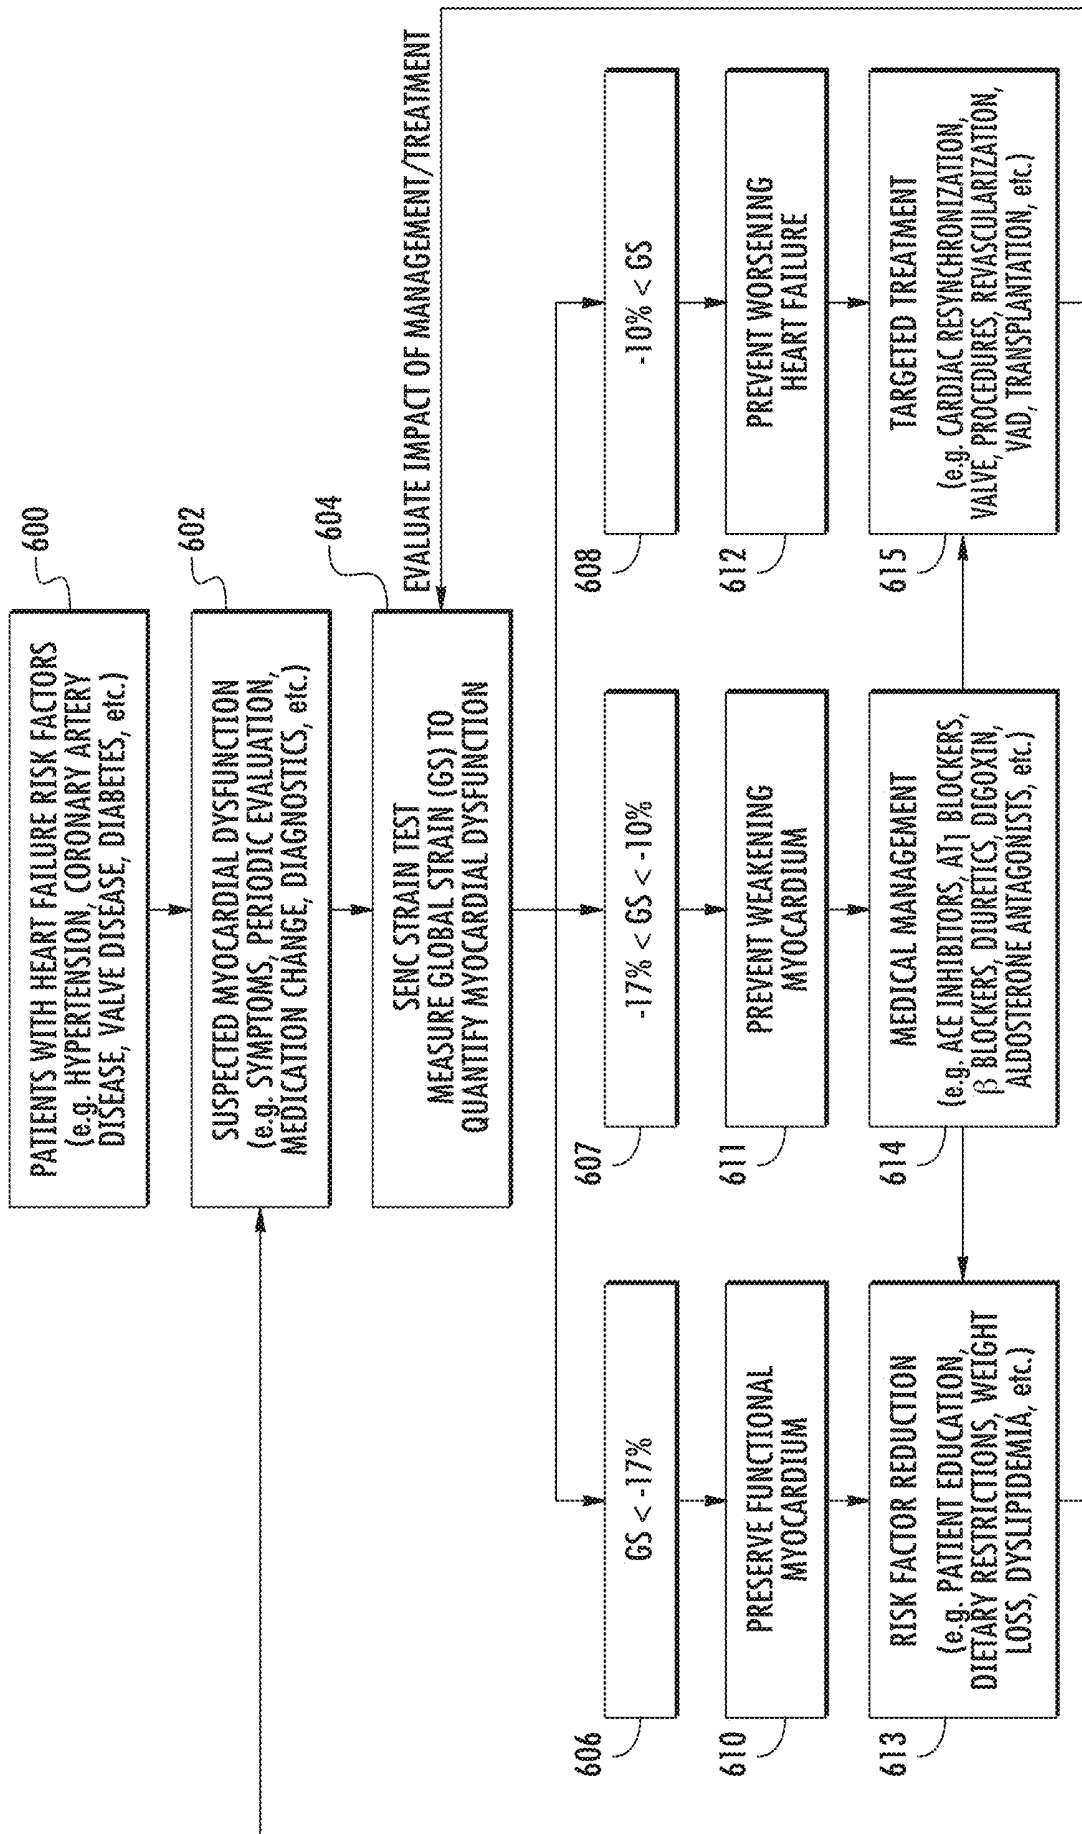 PATIENTS WITH HEART FAILURE RISK FACTORS
(e.g. HYPERTENSION, CORONARY ARTERY
DISEASE, VALVE DISEASE, DIABETES, etc.)
600
SUSPECTED MYOCARDIAL DYSFUNCTION
(e.g. SYMPTOMS, PERIODIC EVALUATION,
MEDICATION CHANGE, DIAGNOSTICS, etc.)
602
SENC STRAIN TEST
MEASURE GLOBAL STRAIN (GS) TO
QUANTIFY MYOCARDIAL DYSFUNCTION
604
EVALUATE IMPACT OF MANAGEMENT/TREATMENT
606
GS < -17%
607
-17% < GS < -10%
608
-10% < GS
610
PRESERVE FUNCTIONAL
MYOCARDIUM
611
PREVENT WEAKENING
MYOCARDIUM
612
PREVENT WORSENING
HEART FAILURE
613
RISK FACTOR REDUCTION
(e.g. PATIENT EDUCATION,
DIETARY RESTRICTIONS, WEIGHT
LOSS, DYSLIPIDEMIA, etc.)
614
MEDICAL MANAGEMENT
(e.g. ACE INHIBITORS, AT1 BLOCKERS,
β BLOCKERS, DIURETICS, DIGOXIN,
ALDOSTERONE ANTAGONISTS, etc.)
615
TARGETED TREATMENT
(e.g. CARDIAC RESYNCHRONIZATION,
VALVE, PROCEDURES, REVASCULARIZATION,
VAD, TRANSPLANTATION, etc.)